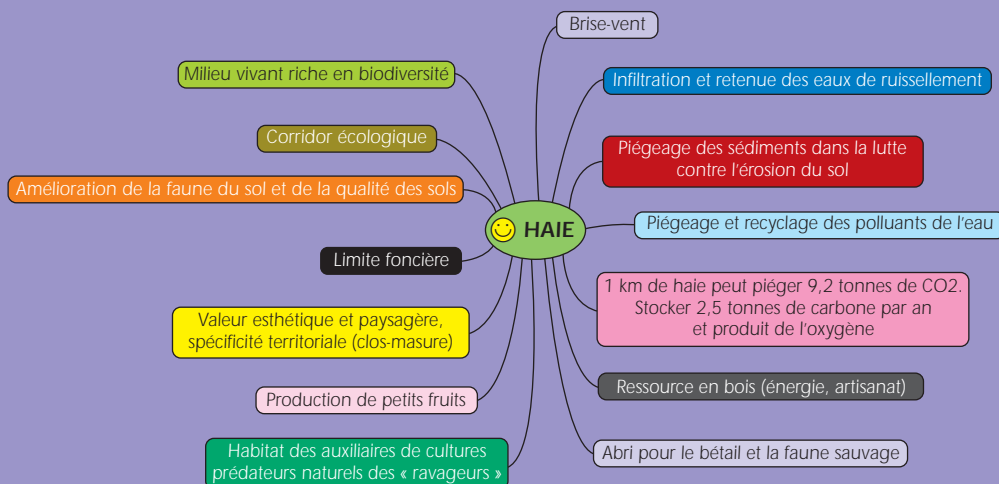 Brise-vent
Milieu vivant riche en biodiversité
Infiltration et retenue des eaux de ruissellement
Corridor écologique
Piégeage des sédiments dans la lutte
contre l'érosion du sol
Amélioration de la faune du sol et de la qualité des sols
Piégeage et recyclage des polluants de l'eau
HAIE
Limite foncière
1 km de haie peut piéger 9,2 tonnes de CO2.
Stocker 2,5 tonnes de carbone par an
et produit de l'oxygène
Valeur esthétique et paysagère,
spécificité territoriale (clos-masure)
Ressource en bois (énergie, artisanat)
Production de petits fruits
Habitat des auxiliaires de cultures
prédateurs naturels des « ravageurs »
Abri pour le bétail et la faune sauvage